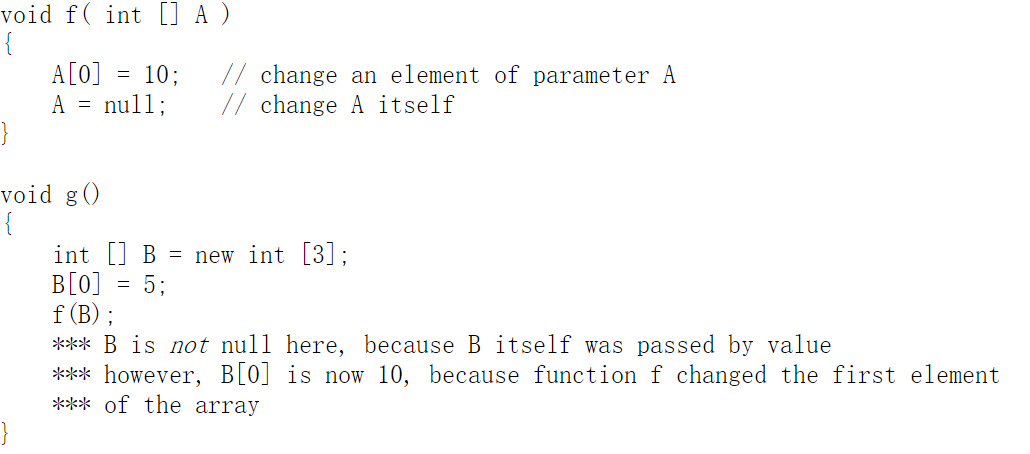 void f( int [] A )
{
    A[0] = 10;   // change an element of parameter A
    A = null;    // change A itself
}

void g()
{
    int [] B = new int [3];
    B[0] = 5;
    f(B);
    *** B is not null here, because B itself was passed by value
    *** however, B[0] is now 10, because function f changed the first element
    *** of the array
}